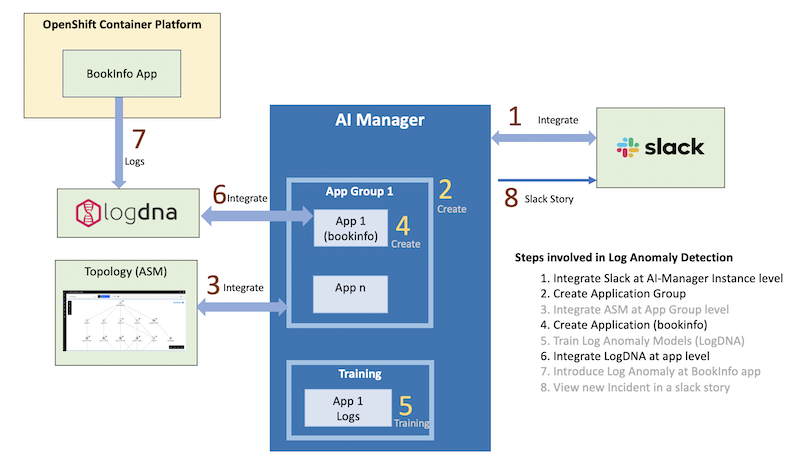 OpenShift Container Platform
BookInfo App
7
Logs
logdna
6
Integrate
Topology (ASM)
3
Integrate
AI Manager
App Group 1
2
Create
App 1
(bookinfo)
4
Create
App n
Training
App 1
Logs
5
Training
1
Integrate
slack
8
Slack Story
Steps involved in Log Anomaly Detection
1. Integrate Slack at AI-Manager Instance level
2. Create Application Group
3. Integrate ASM at App Group level
4. Create Application (bookinfo)
5. Train Log Anomaly Models (LogDNA)
6. Integrate LogDNA at app level
7. Introduce Log Anomaly at BookInfo app
8. View new Incident in a slack story